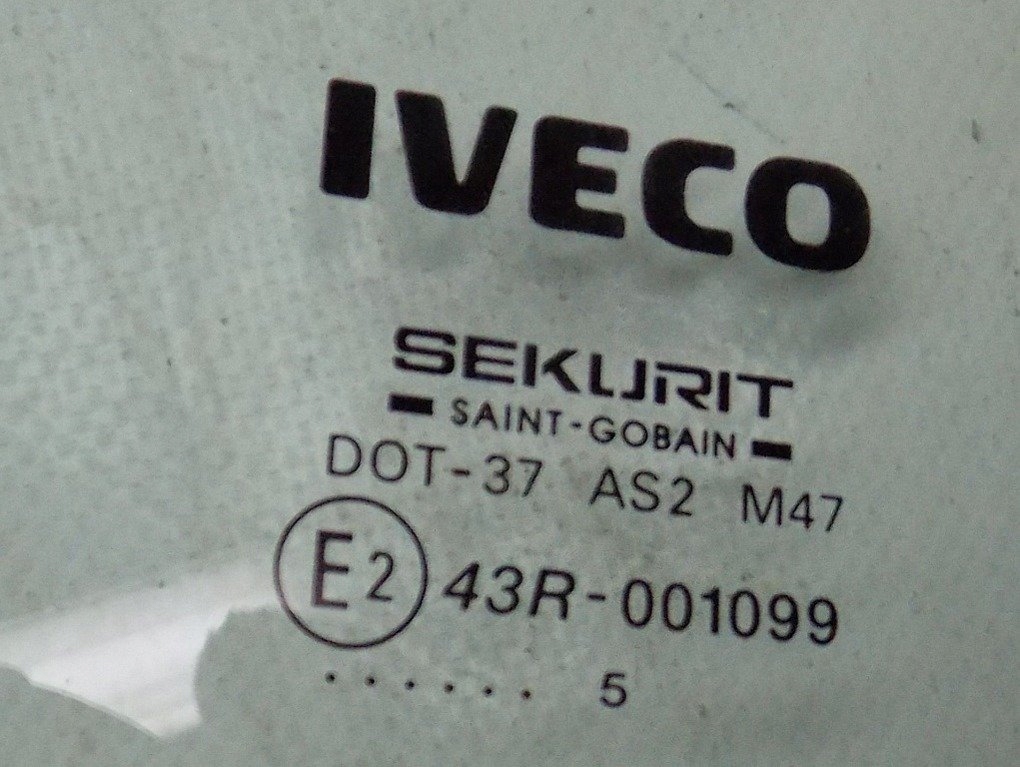 IVECO
SEKURIT
SAINT-GOBAIN
DOT-37 AS2 M47
E2 43R-001099
...... 5